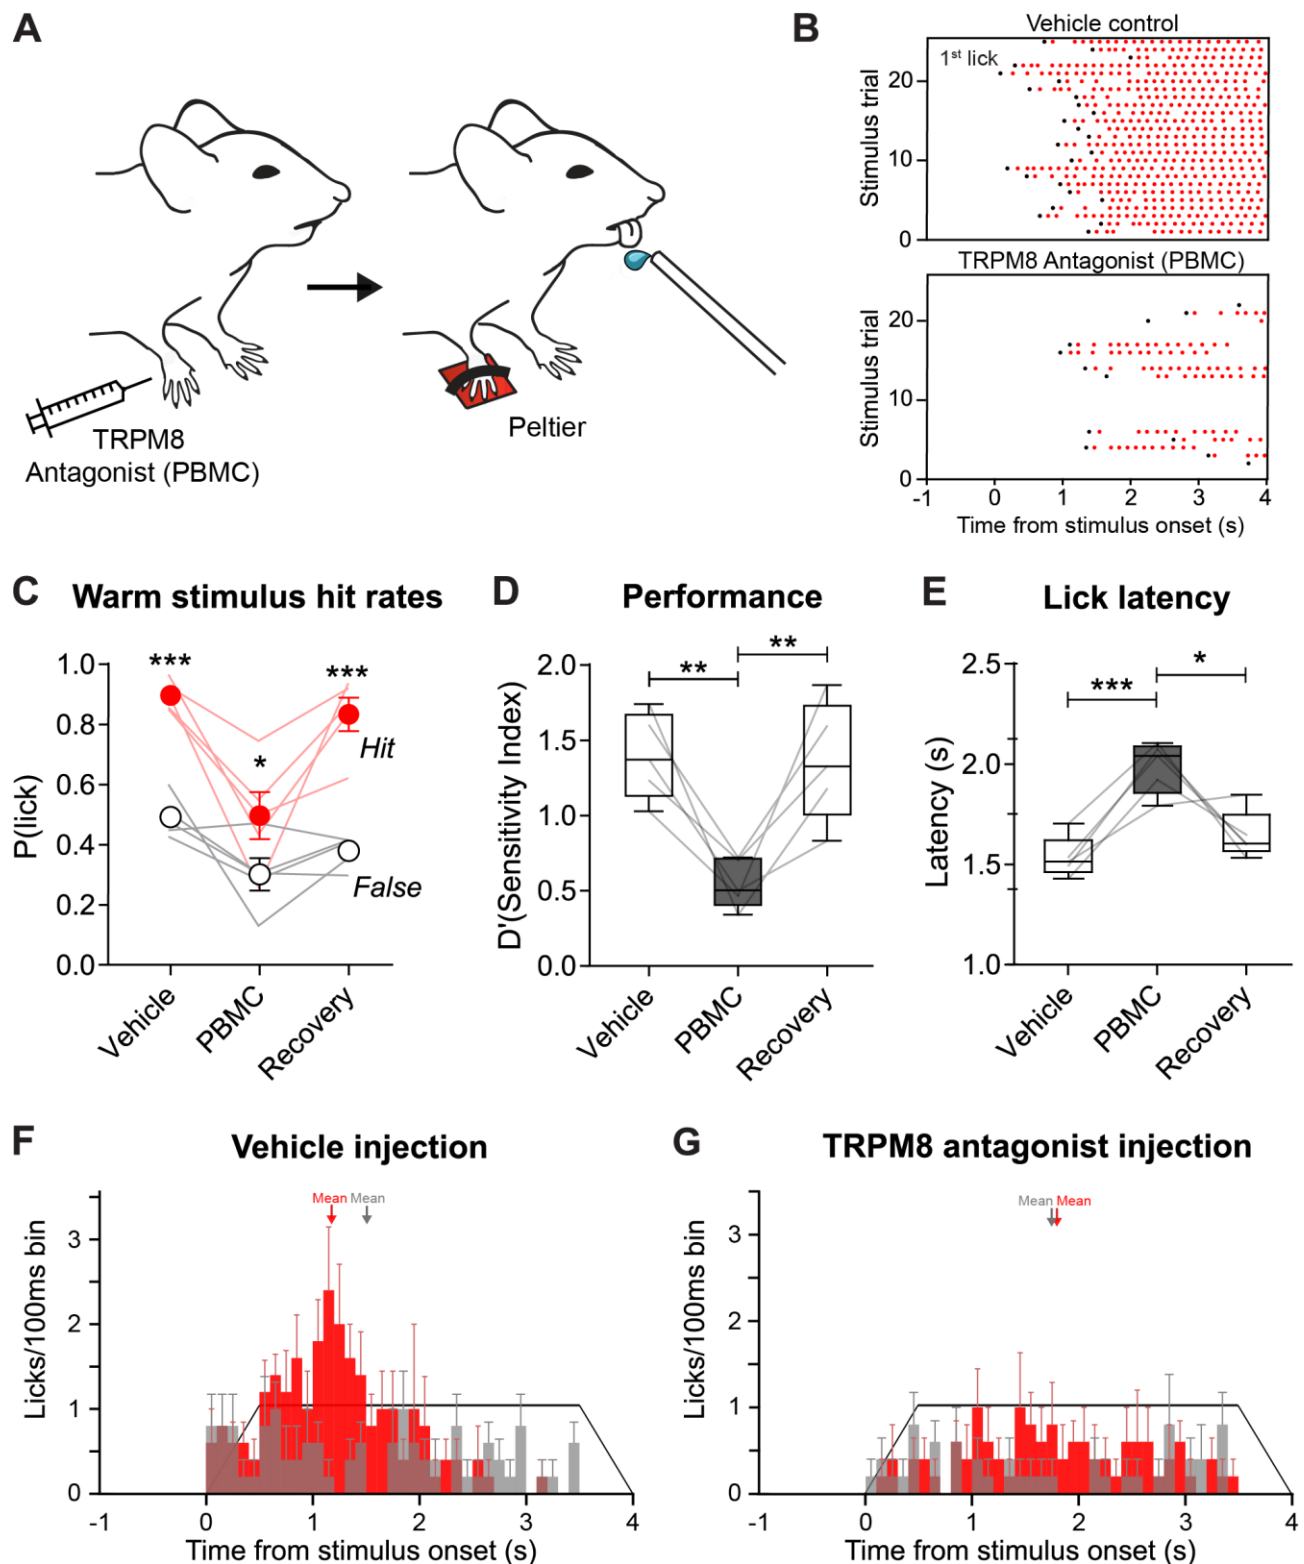 A
TRPM8
Antagonist (PBMC)
Peltier
B
Vehicle control
1st lick
Stimulus trial
20
10
0
TRPM8 Antagonist (PBMC)
Stimulus trial
20
10
0
-1 0 1 2 3 4
Time from stimulus onset (s)
C Warm stimulus hit rates
P(lick)
1.0
0.8
0.6
0.4
0.2
0.0
*** * ***
Hit
False
Vehicle PBMC Recovery
D Performance
D'(Sensitivity Index)
2.0
1.5
1.0
0.5
0.0
** **
Vehicle PBMC Recovery
E Lick latency
Latency (s)
2.5
2.0
1.5
1.0
*** *
Vehicle PBMC Recovery
F Vehicle injection
Mean Mean
Licks/100ms bin
3
2
1
0
-1 0 1 2 3 4
Time from stimulus onset (s)
G TRPM8 antagonist injection
Mean Mean
Licks/100ms bin
3
2
1
0
-1 0 1 2 3 4
Time from stimulus onset (s)